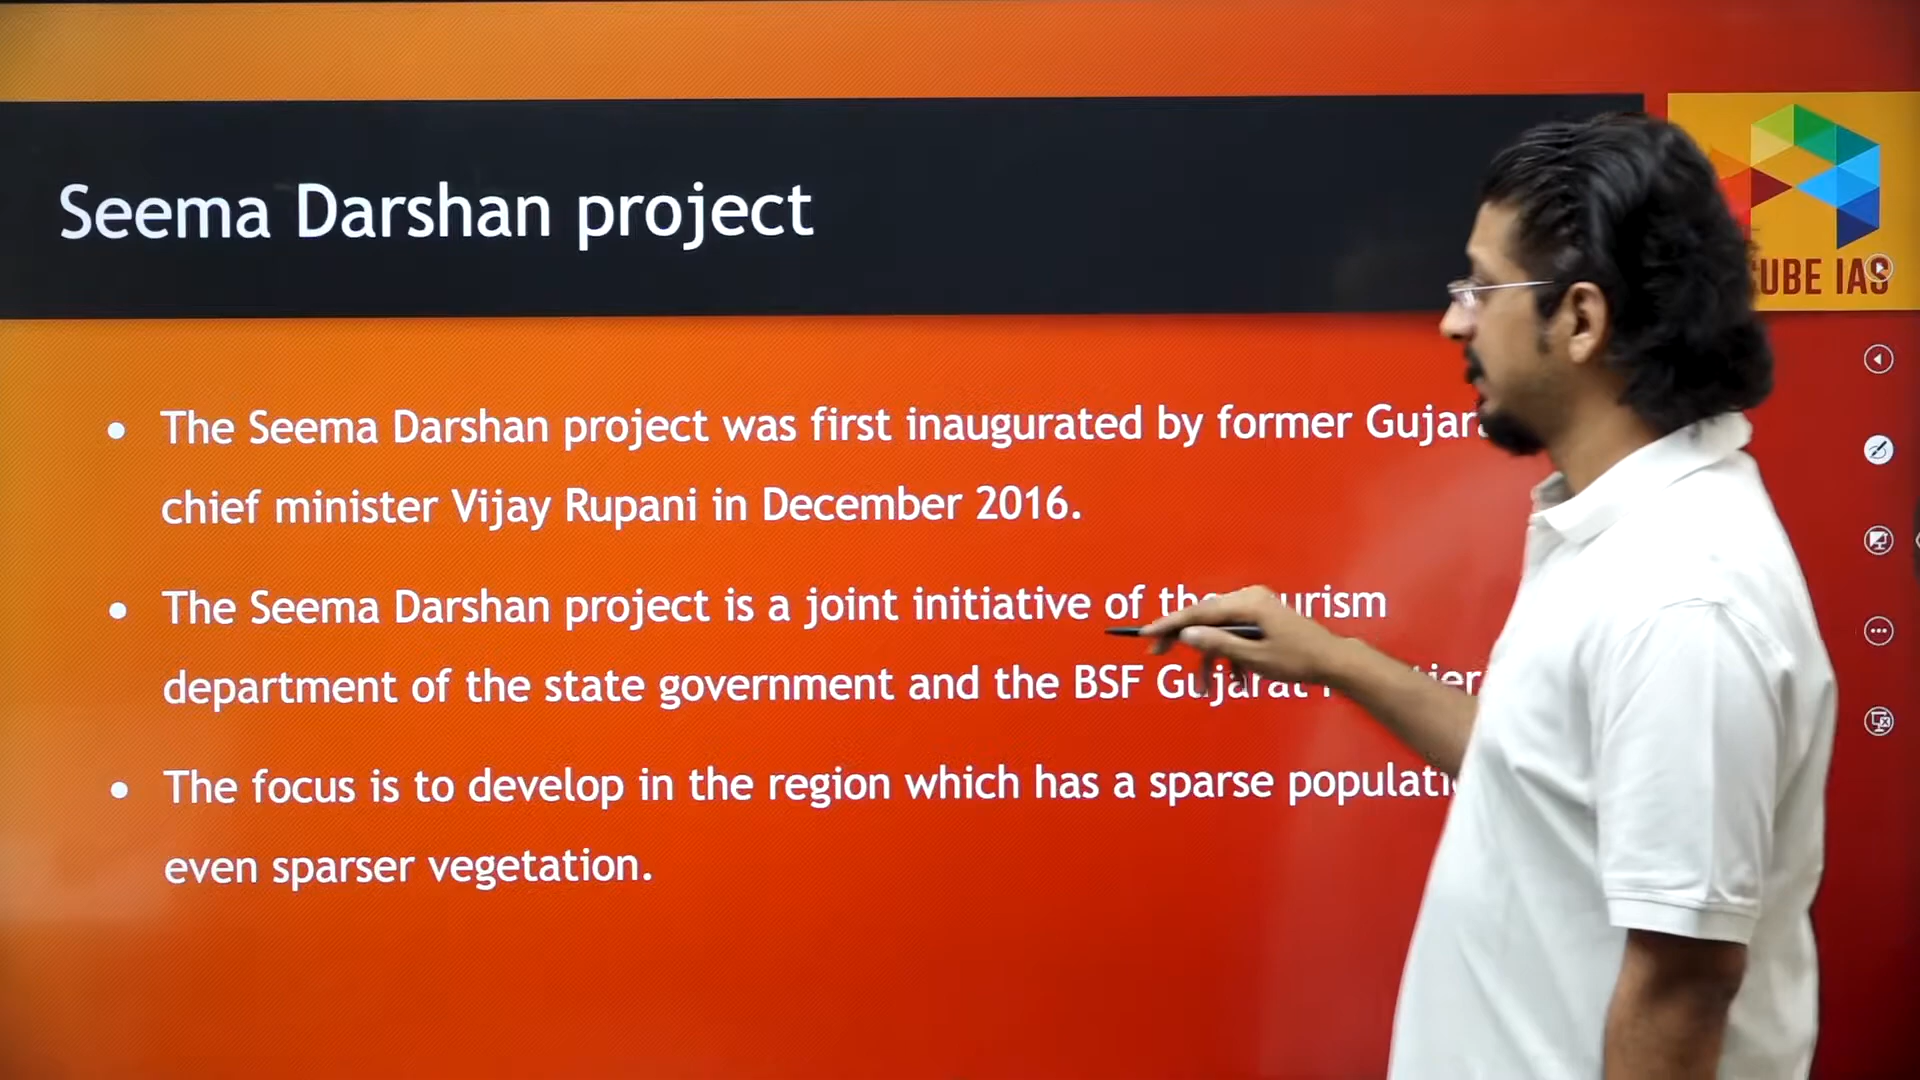 Seema Darshan project
UBE IAS
• The Seema Darshan project was first inaugurated by former
chief minister Vijay Rupani in December 2016.
• The Seema Darshan project is a joint initiative of
department of the state government and the BSF Gujarat
• The focus is to develop in the region which has a sparse
even sparser vegetation.